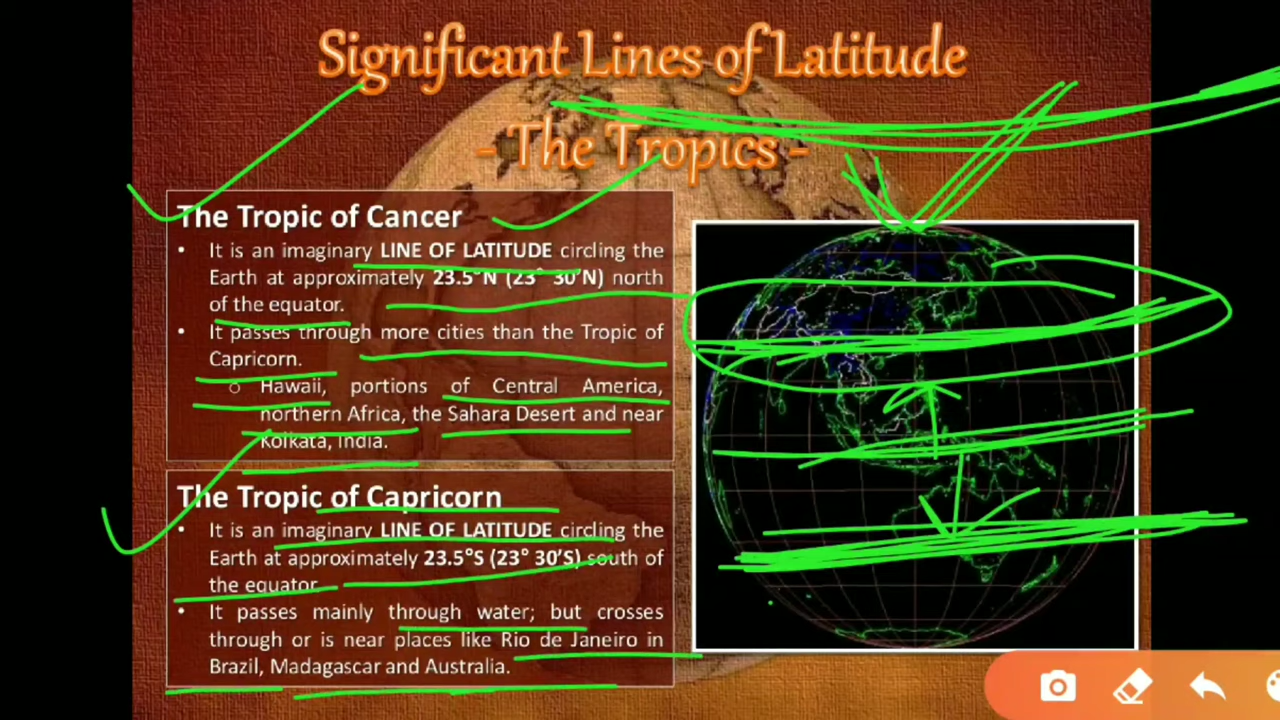 Significant Lines of Latitude
- The Tropics -
The Tropic of Cancer
• It is an imaginary LINE OF LATITUDE circling the
Earth at approximately 23.5°N (23° 30'N) north
of the equator.
• It passes through more cities than the Tropic of
Capricorn.
o Hawaii, portions of Central America,
northern Africa, the Sahara Desert and near
Kolkata, India.
The Tropic of Capricorn
• It is an imaginary LINE OF LATITUDE circling the
Earth at approximately 23.5°S (23° 30'S) south of
the equator.
• It passes mainly through water; but crosses
through or is near places like Rio de Janeiro in
Brazil, Madagascar and Australia.